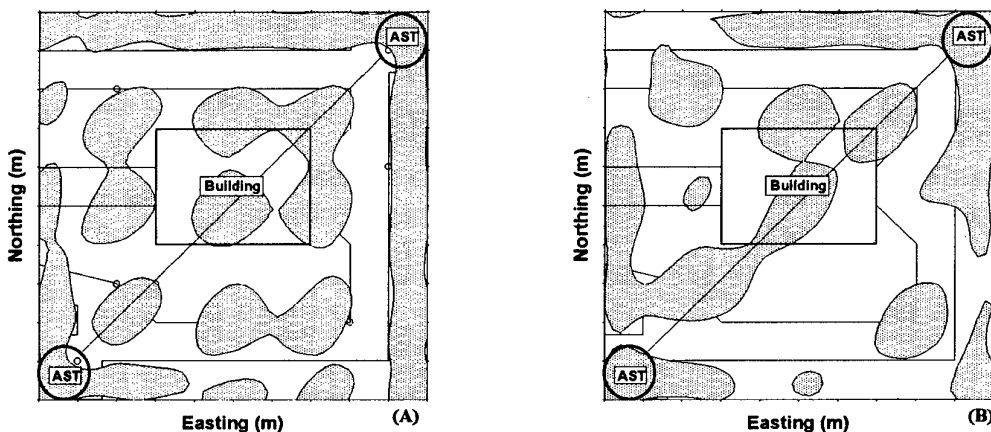 AST
Northing (m)
Building
AST
Easting (m)
(A)
AST
Northing (m)
Building
AST
Easting (m)
(B)